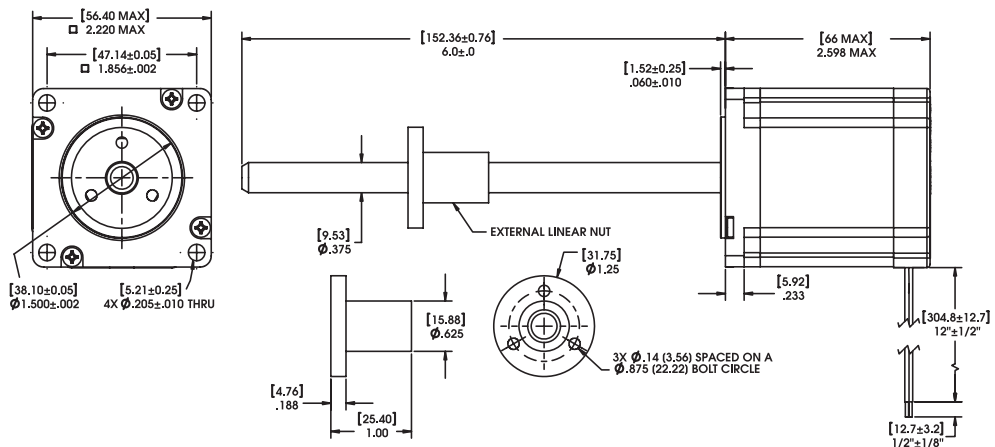 [56.40 MAX]
□ 2.220 MAX
[47.14±0.05]
□ 1.856±.002
[152.36±0.76]
6.0±.0
[66 MAX]
2.598 MAX
[1.52±0.25]
.060±.010
[9.53]
Ø.375
EXTERNAL LINEAR NUT
[38.10±0.05]
Ø1.500±.002
[5.21±0.25]
4X Ø.205±.010 THRU
[31.75]
Ø1.25
[5.92]
.233
[15.88]
Ø.625
[304.8±12.7]
12"±1/2"
3X Ø.14 (3.56) SPACED ON A
Ø.875 (22.22) BOLT CIRCLE
[4.76]
.188
[25.40]
1.00
[12.7±3.2]
1/2"±1/8"